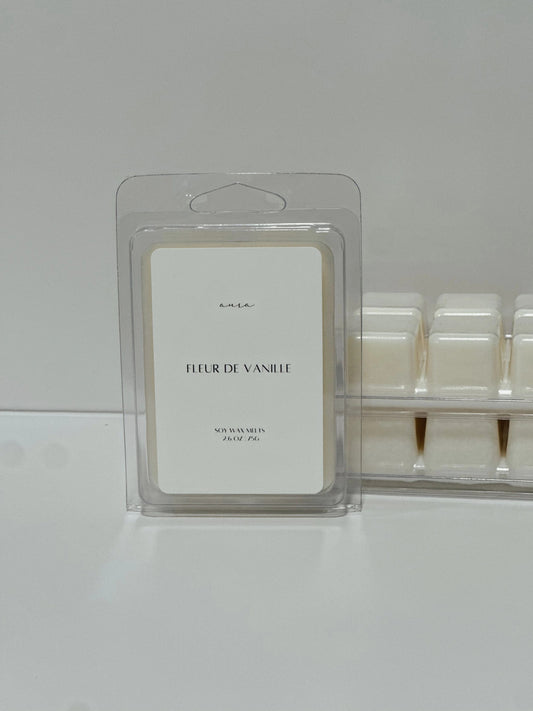 aura
FLEUR DE VANILLE
SOY WAX MELTS
2.6 OZ | 75G